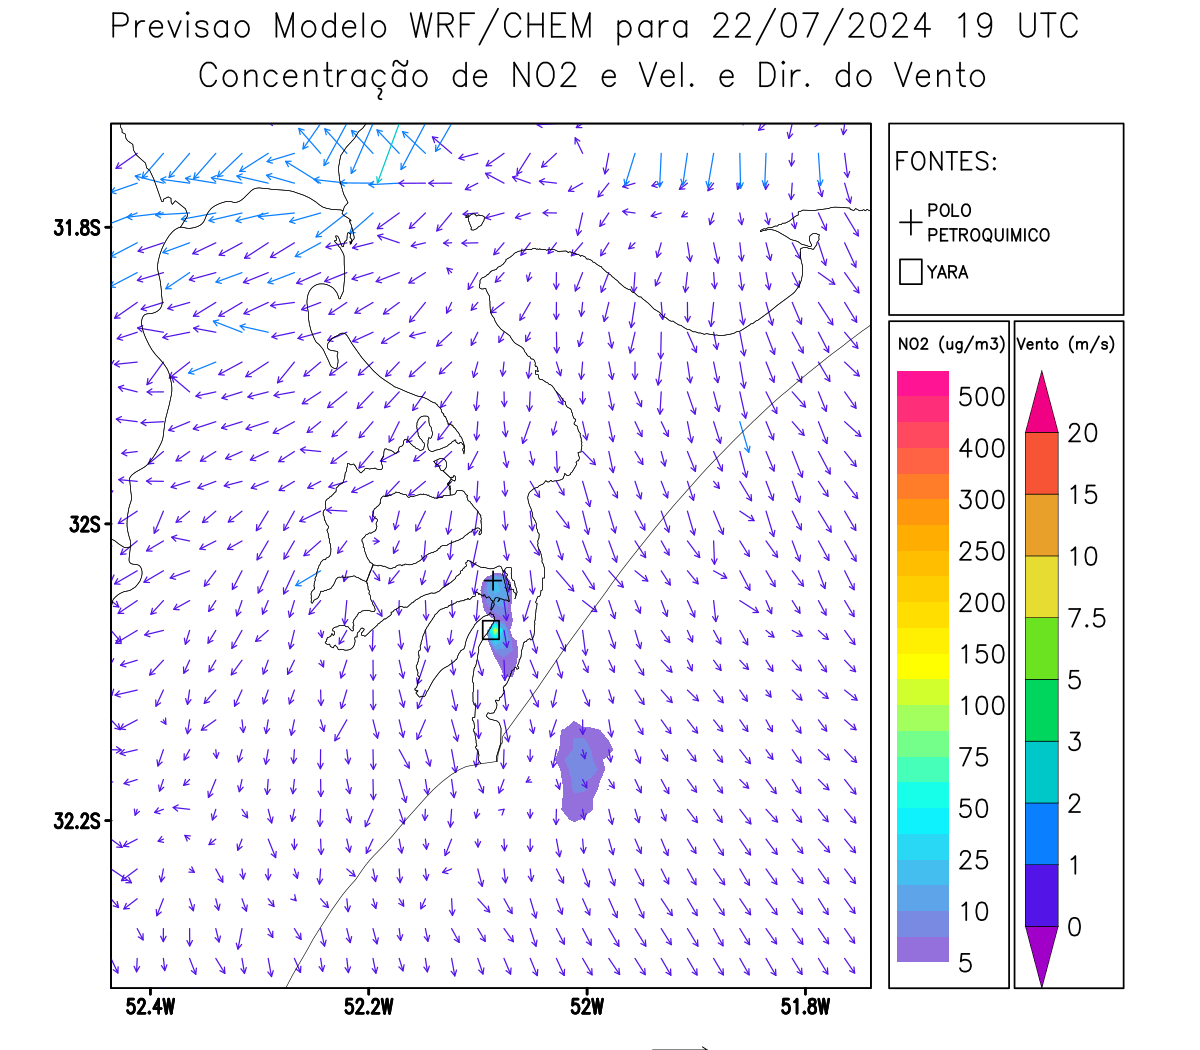 Previsao Modelo WRF/CHEM para 22/07/2024 19 UTC
Concentração de NO2 e Vel. e Dir. do Vento
FONTES:
POLO
PETROQUIMICO
YARA
NO2 (ug/m3)
500
400
300
250
200
150
100
75
50
25
10
5
Vento (m/s)
20
15
10
7.5
5
3
2
1
0
31.8S
32S
32.2S
52.4W 52.2W 52W 51.8W